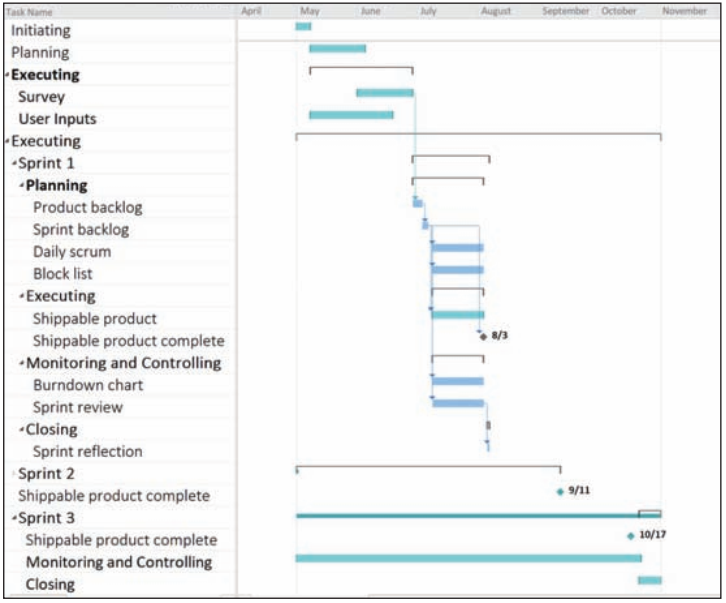 Task Name April May June July August September October November
Initiating
Planning
Executing
Survey
User Inputs
Executing
Sprint 1
Planning
Product backlog
Sprint backlog
Daily scrum
Block list
Executing
Shippable product
Shippable product complete 8/3
Monitoring and Controlling
Burndown chart
Sprint review
Closing
Sprint reflection
Sprint 2
Shippable product complete 9/11
Sprint 3
Shippable product complete 10/17
Monitoring and Controlling
Closing